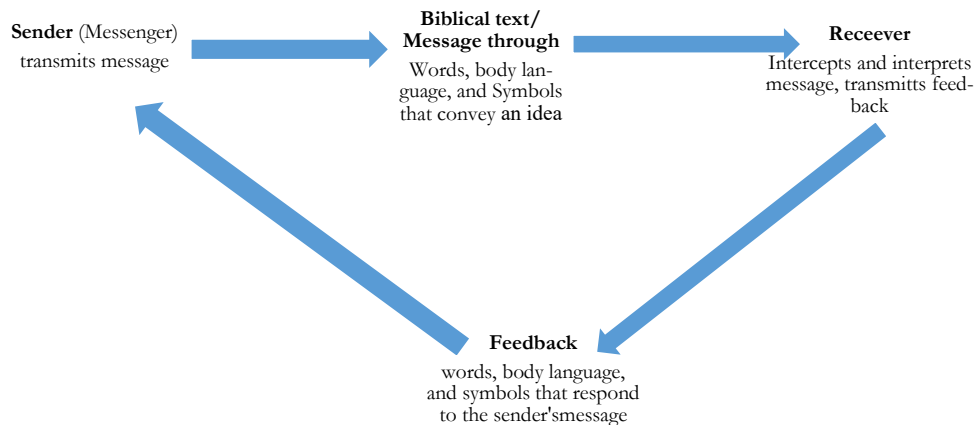 Sender (Messenger)
transmits message
Biblical text/
Message through
Words, body lan-
guage, and Symbols
that convey an idea
Receever
Intercepts and interprets
message, transmitts feed-
back
Feedback
words, body language,
and symbols that respond
to the sender'smessage